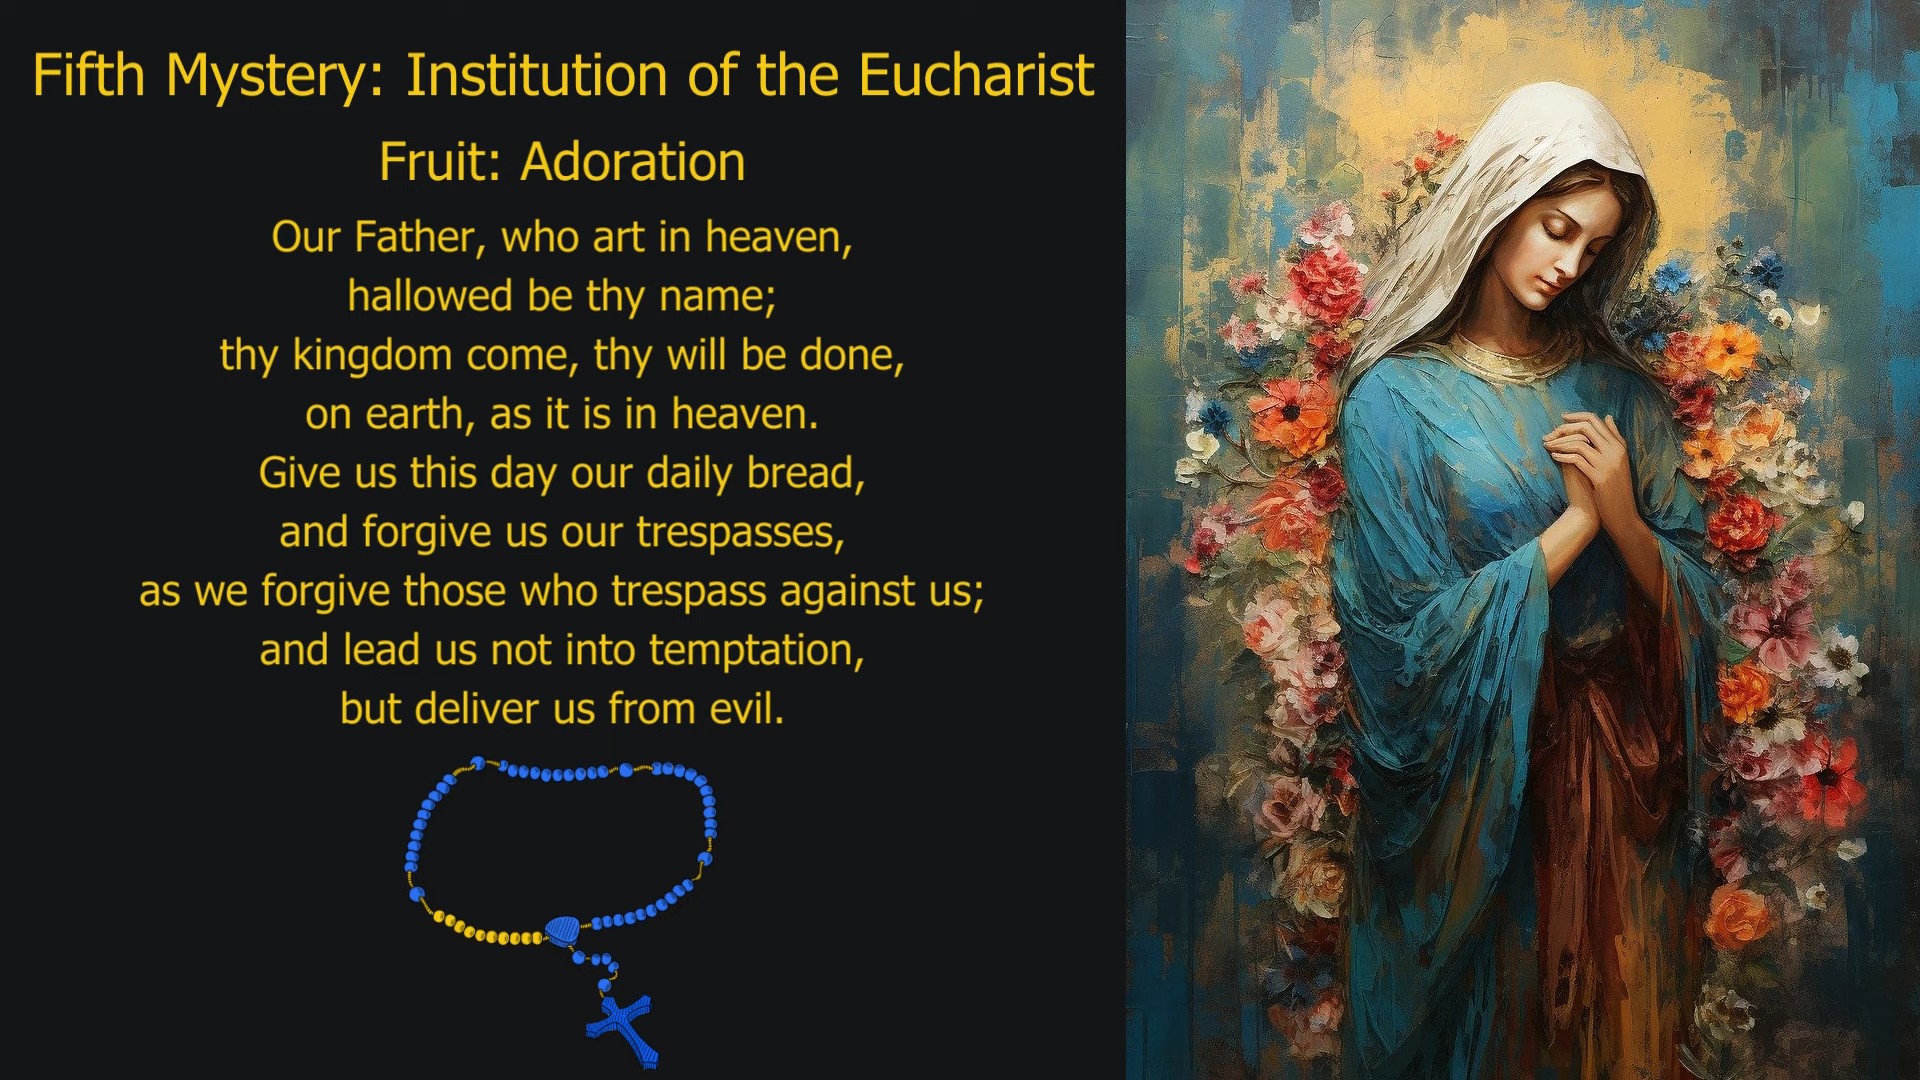 Fifth Mystery: Institution of the Eucharist
Fruit: Adoration
Our Father, who art in heaven,
hallowed be thy name;
thy kingdom come, thy will be done,
on earth, as it is in heaven.
Give us this day our daily bread,
and forgive us our trespasses,
as we forgive those who trespass against us;
and lead us not into temptation,
but deliver us from evil.